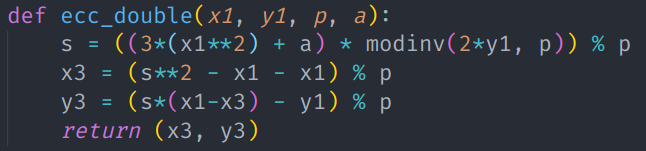 def ecc_double(x1, y1, p, a):
    s = ((3*(x1**2) + a) * modinv(2*y1, p)) % p
    x3 = (s**2 - x1 - x1) % p
    y3 = (s*(x1-x3) - y1) % p
    return (x3, y3)